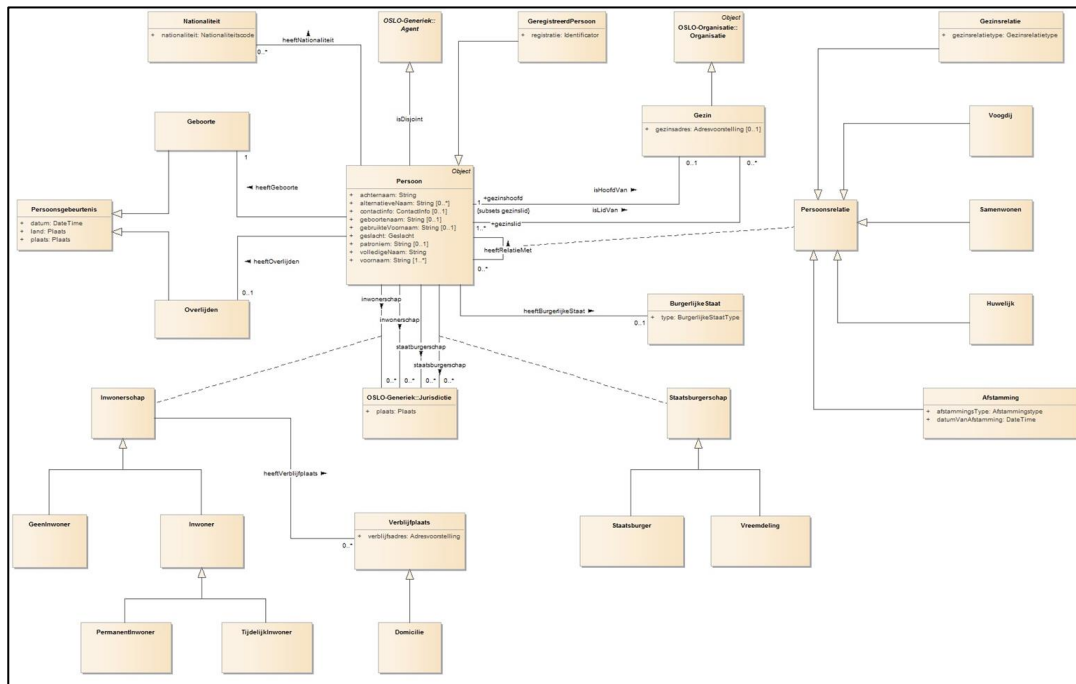 Nationaliteit
+ nationaliteit: Nationaliteitscode
0..*
heeftNationaliteit
OSLO-Generiek::
Agent
GeregistreerdPersoon
+ registratie: Identificator
Object
OSLO-Organisatie::
Organisatie
Gezinsrelatie
+ gezinsrelatietype: Gezinsrelatietype
Geboorte
1
heeftGeboorte
isDisjoint
Gezin
+ gezinsadres: Adresvoorstelling [0..1]
0..1
0..*
Voogdij
Persoonsgebeurtenis
+ datum: DateTime
+ land: Plaats
+ plaats: Plaats
Object
Persoon
+ achternaam: String
+ alternatieveNaam: String [0..*]
+ contactinfo: ContactInfo [0..1]
+ geboortenaam: String [0..1]
+ gebruikteVoornaam: String [0..1]
+ geslacht: Geslacht
+ patroniem: String [0..1]
+ volledigeNaam: String
+ voornaam: String [1..*]
isHoofdVan
1 +gezinshoofd
{subsets gezinslid}
isLidVan
+gezinslid
1..*
heeftRelatieMet
0..*
Persoonsrelatie
Samenwonen
heeftOverlijden
0..1
Overlijden
inwonerschap
inwonerschap
staatburgerschap
staatsburgerschap
0..* 0..* 0..* 0..*
heeftBurgerlijkeStaat
0..1
BurgerlijkeStaat
+ type: BurgerlijkeStaatType
Huwelijk
Inwonerschap
OSLO-Generiek::Jurisdictie
+ plaats: Plaats
Staatsburgerschap
Afstamming
+ afstammingsType: Afstammingstype
+ datumVanAfstamming: DateTime
heeftVerblijfplaats
0..*
GeenInwoner
Inwoner
Verblijfplaats
+ verblijfsadres: Adresvoorstelling
Staatsburger
Vreemdeling
PermanentInwoner
TijdelijkInwoner
Domicilie